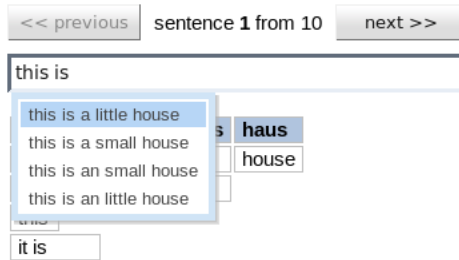 << previous sentence 1 from 10 next >>
this is
this is a little house
s haus
this is a small house
house
this is an small house
this is an little house
this
it is